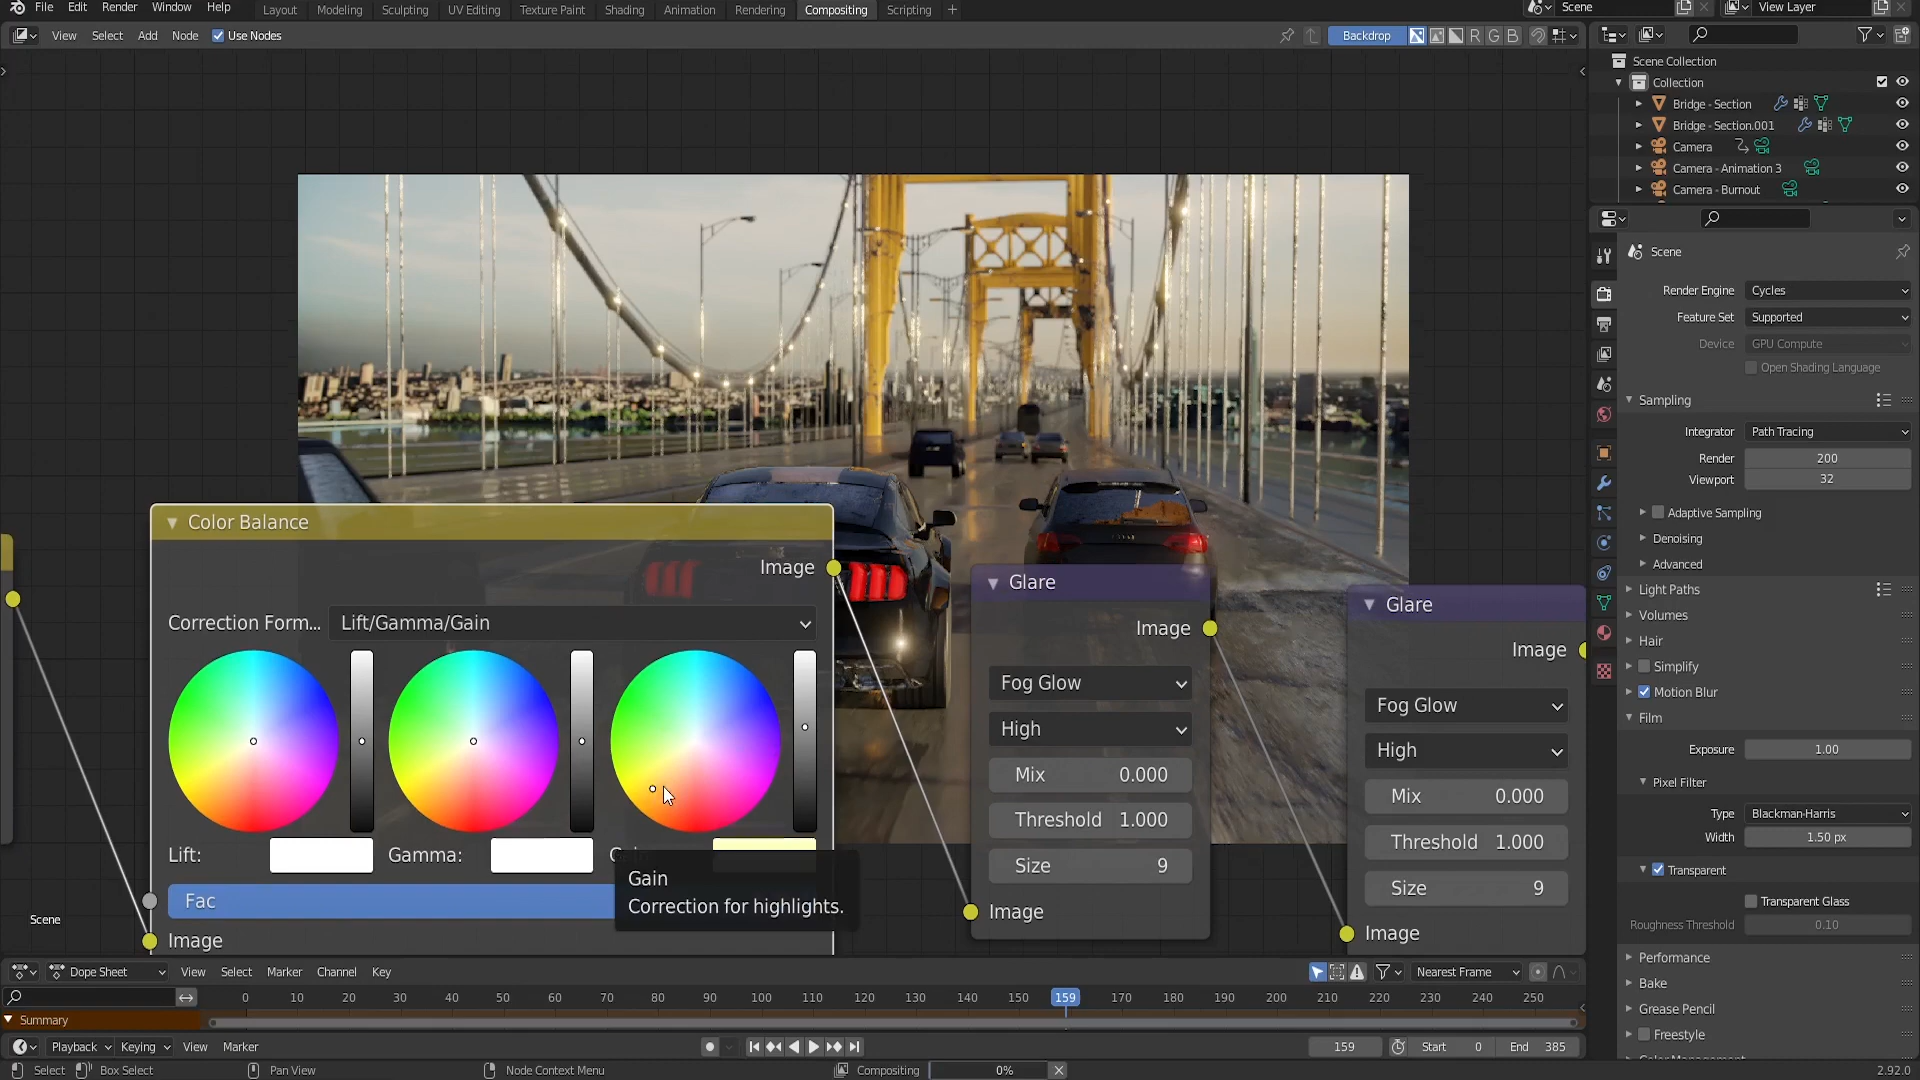 File Edit Render Window Help
Layout Modeling Sculpting UV Editing Texture Paint Shading Animation Rendering Compositing Scripting +
Scene
View Layer
View Select Add Node Use Nodes
Backdrop
R G B
Scene Collection
Collection
Bridge - Section
Bridge - Section.001
Camera
Camera - Animation 3
Camera - Burnout
Scene
Render Engine Cycles
Feature Set Supported
Device GPU Compute
Open Shading Language
Sampling
Integrator Path Tracing
Render 200
Viewport 32
Adaptive Sampling
Denoising
Advanced
Light Paths
Volumes
Hair
Simplify
Motion Blur
Film
Exposure 1.00
Pixel Filter
Type Blackman-Harris
Width 1.50 px
Transparent
Transparent Glass
Roughness Threshold 0.10
Performance
Bake
Grease Pencil
Freestyle
Color Balance
Image
Correction Form... Lift/Gamma/Gain
Lift: Gamma:
Gain
Correction for highlights.
Fac
Image
Scene
Glare
Image
Fog Glow
High
Mix 0.000
Threshold 1.000
Size 9
Image
Glare
Image
Fog Glow
High
Mix 0.000
Threshold 1.000
Size 9
Image
Dope Sheet View Select Marker Channel Key
Nearest Frame
0 10 20 30 40 50 60 70 80 90 100 110 120 130 140 150 159 170 180 190 200 210 220 230 240 250
Summary
Playback Keying View Marker
159 Start 0 End 385
Select Box Select Pan View Node Context Menu Compositing 0% 2.92.0